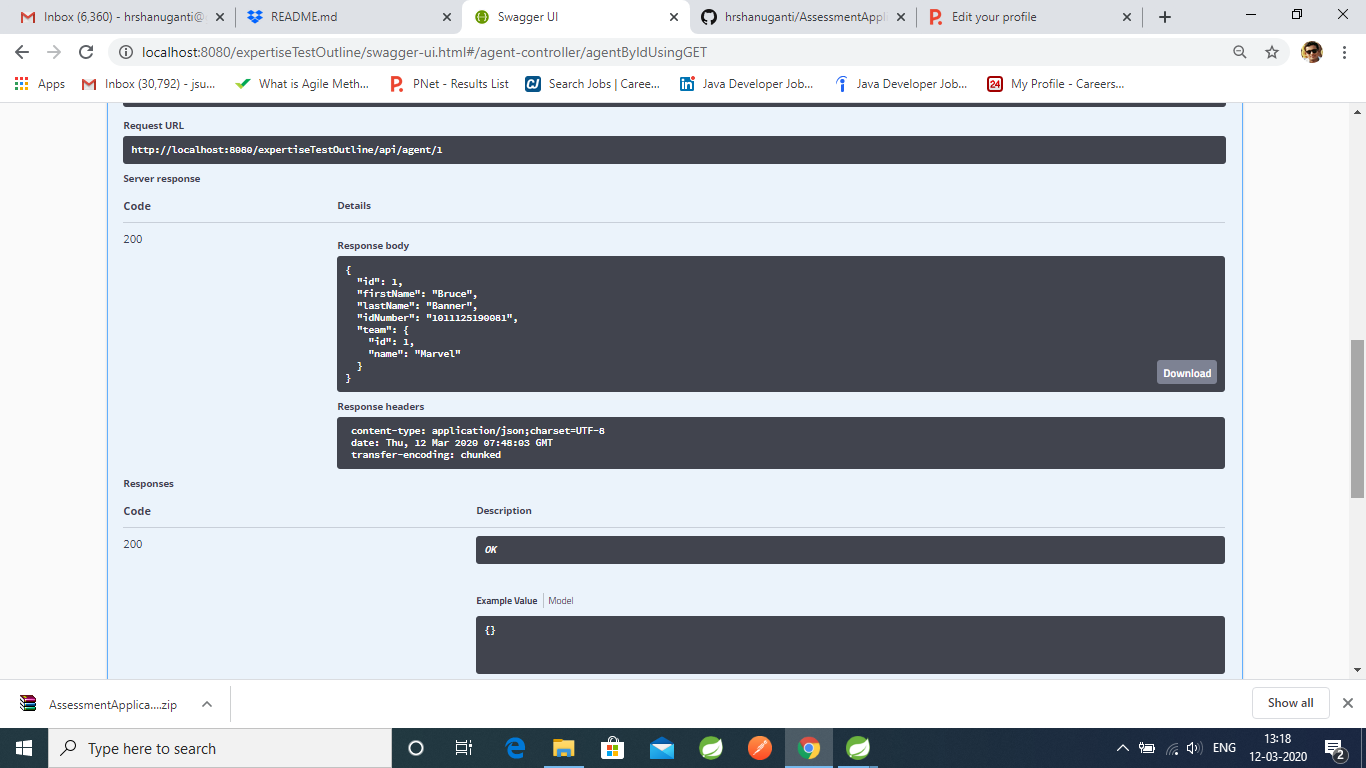 Inbox (6,360) - hrshanuganti@
README.md
Swagger UI
hrshanuganti/AssessmentAppli
Edit your profile
localhost:8080/expertiseTestOutline/swagger-ui.html#/agent-controller/agentByIdUsingGET
Apps
Inbox (30,792) - jsu...
What is Agile Meth...
PNet - Results List
Search Jobs | Caree...
Java Developer Job...
Java Developer Job...
My Profile - Careers...
Request URL
http://localhost:8080/expertiseTestOutline/api/agent/1
Server response
Code Details
200
Response body
{
"id": 1,
"firstName": "Bruce",
"lastName": "Banner",
"idNumber": "1011125190081",
"team": {
"id": 1,
"name": "Marvel"
}
}
Download
Response headers
content-type: application/json;charset=UTF-8
date: Thu, 12 Mar 2020 07:48:03 GMT
transfer-encoding: chunked
Responses
Code Description
200
OK
Example Value Model
{}
AssessmentApplica....zip
Show all
Type here to search
ENG
13:18
12-03-2020
2